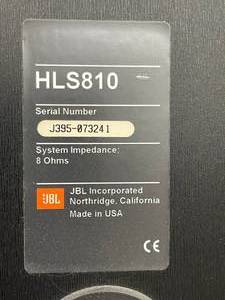 HLS810
Serial Number
J395-073241
System Impedance:
8 Ohms
JBL
JBL Incorporated
Northridge, California
Made in USA
CE